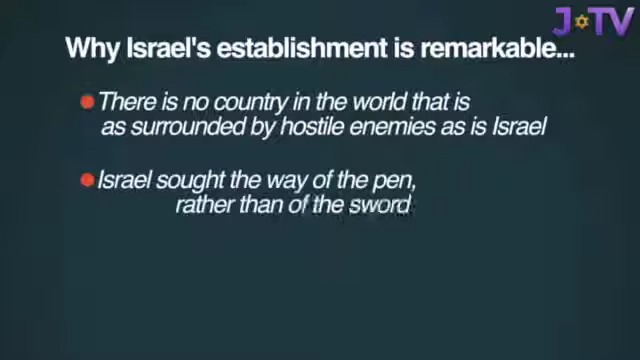 J✡TV
Why Israel's establishment is remarkable...
There is no country in the world that is
as surrounded by hostile enemies as is Israel
Israel sought the way of the pen,
rather than of the sword